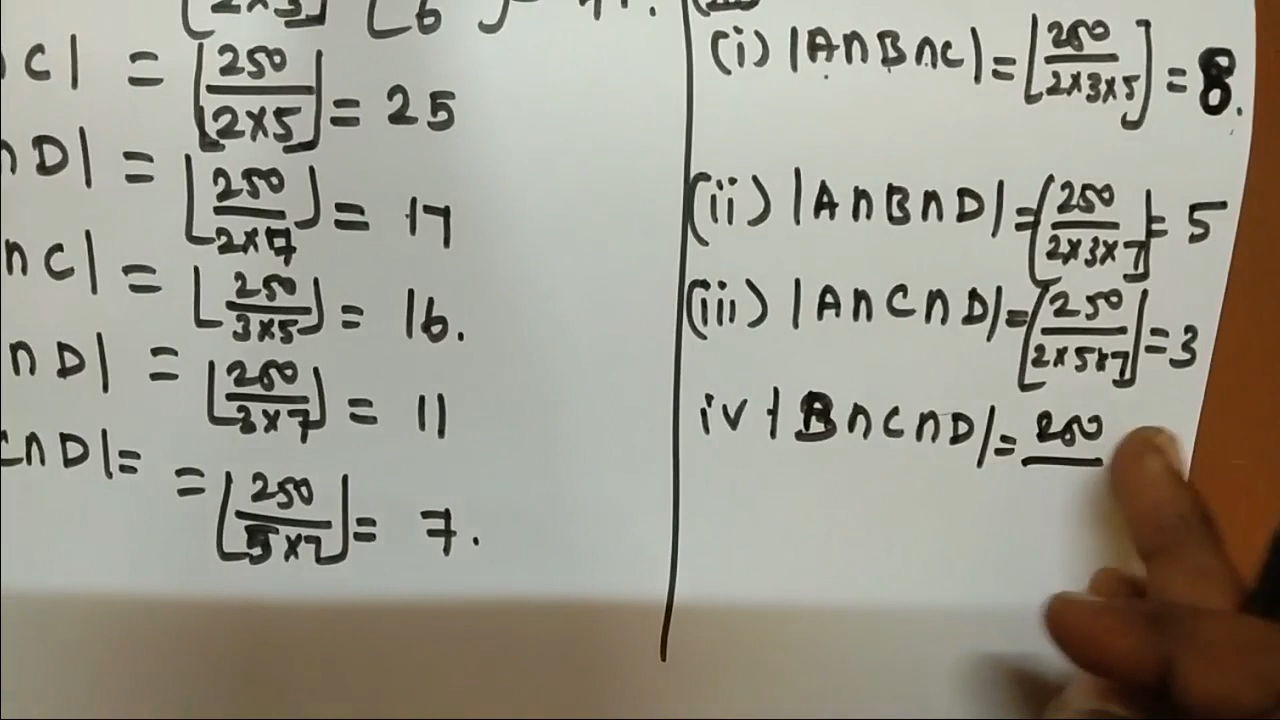 ∩C| = ⌊250/2×5⌋ = 25
∩D| = ⌊250/2×7⌋ = 17
∩C| = ⌊250/3×5⌋ = 16.
∩D| = ⌊250/3×7⌋ = 11
C∩D| = = ⌊250/5×7⌋ = 7.
(i) |A∩B∩C| = ⌊250/2×3×5⌋ = 8.
(ii) |A∩B∩D| = ⌊250/2×3×7⌋ = 5
(iii) |A∩C∩D| = ⌊250/2×5×7⌋ = 3
iv) |B∩C∩D| = 250